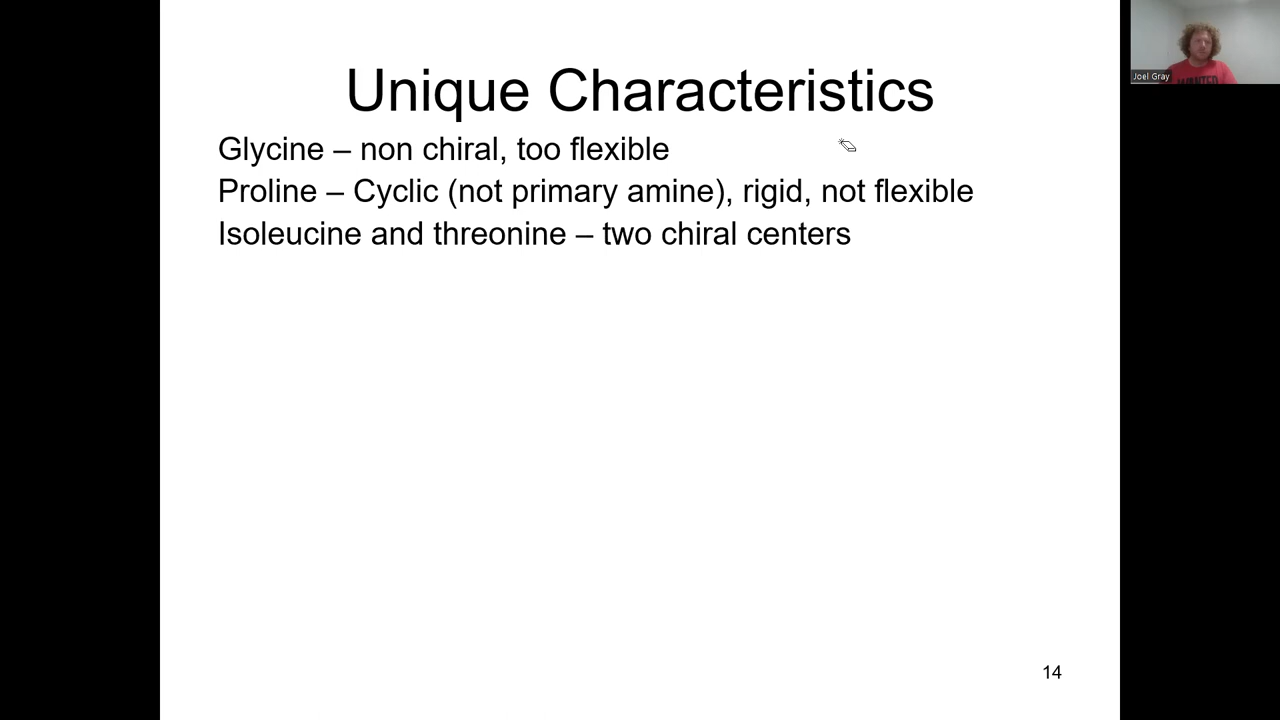 Unique Characteristics
Glycine – non chiral, too flexible
Proline – Cyclic (not primary amine), rigid, not flexible
Isoleucine and threonine – two chiral centers
14
Joel Gray
WANTED